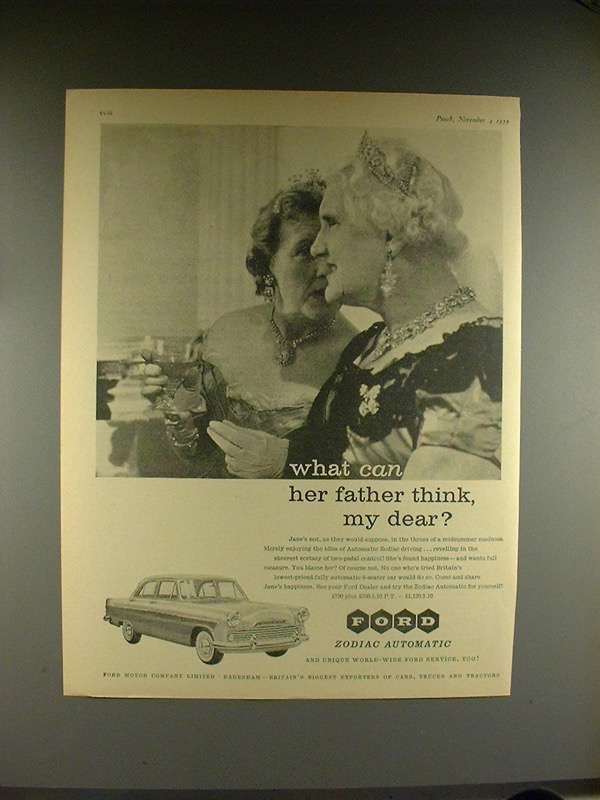 Punch, November 4 1959
what can
her father think,
my dear?
Jane's not, as they would suppose, in the throes of a midsummer madness.
Merely enjoying the bliss of Automatic Zodiac driving . . . revelling in the
sheerest ecstasy of two-pedal control! She's found happiness—and wants full
measure. You blame her? Of course not. No one who's tried Britain's
lowest-priced fully automatic 6-seater car would do so. Come and share
Jane's happiness. See your Ford Dealer and try the Zodiac Automatic for yourself!
plus P.T.
FORD
ZODIAC AUTOMATIC
AND UNIQUE WORLD-WIDE FORD SERVICE, TOO!
FORD MOTOR COMPANY LIMITED · DAGENHAM—BRITAIN'S BIGGEST EXPORTERS OF CARS, TRUCKS AND TRACTORS